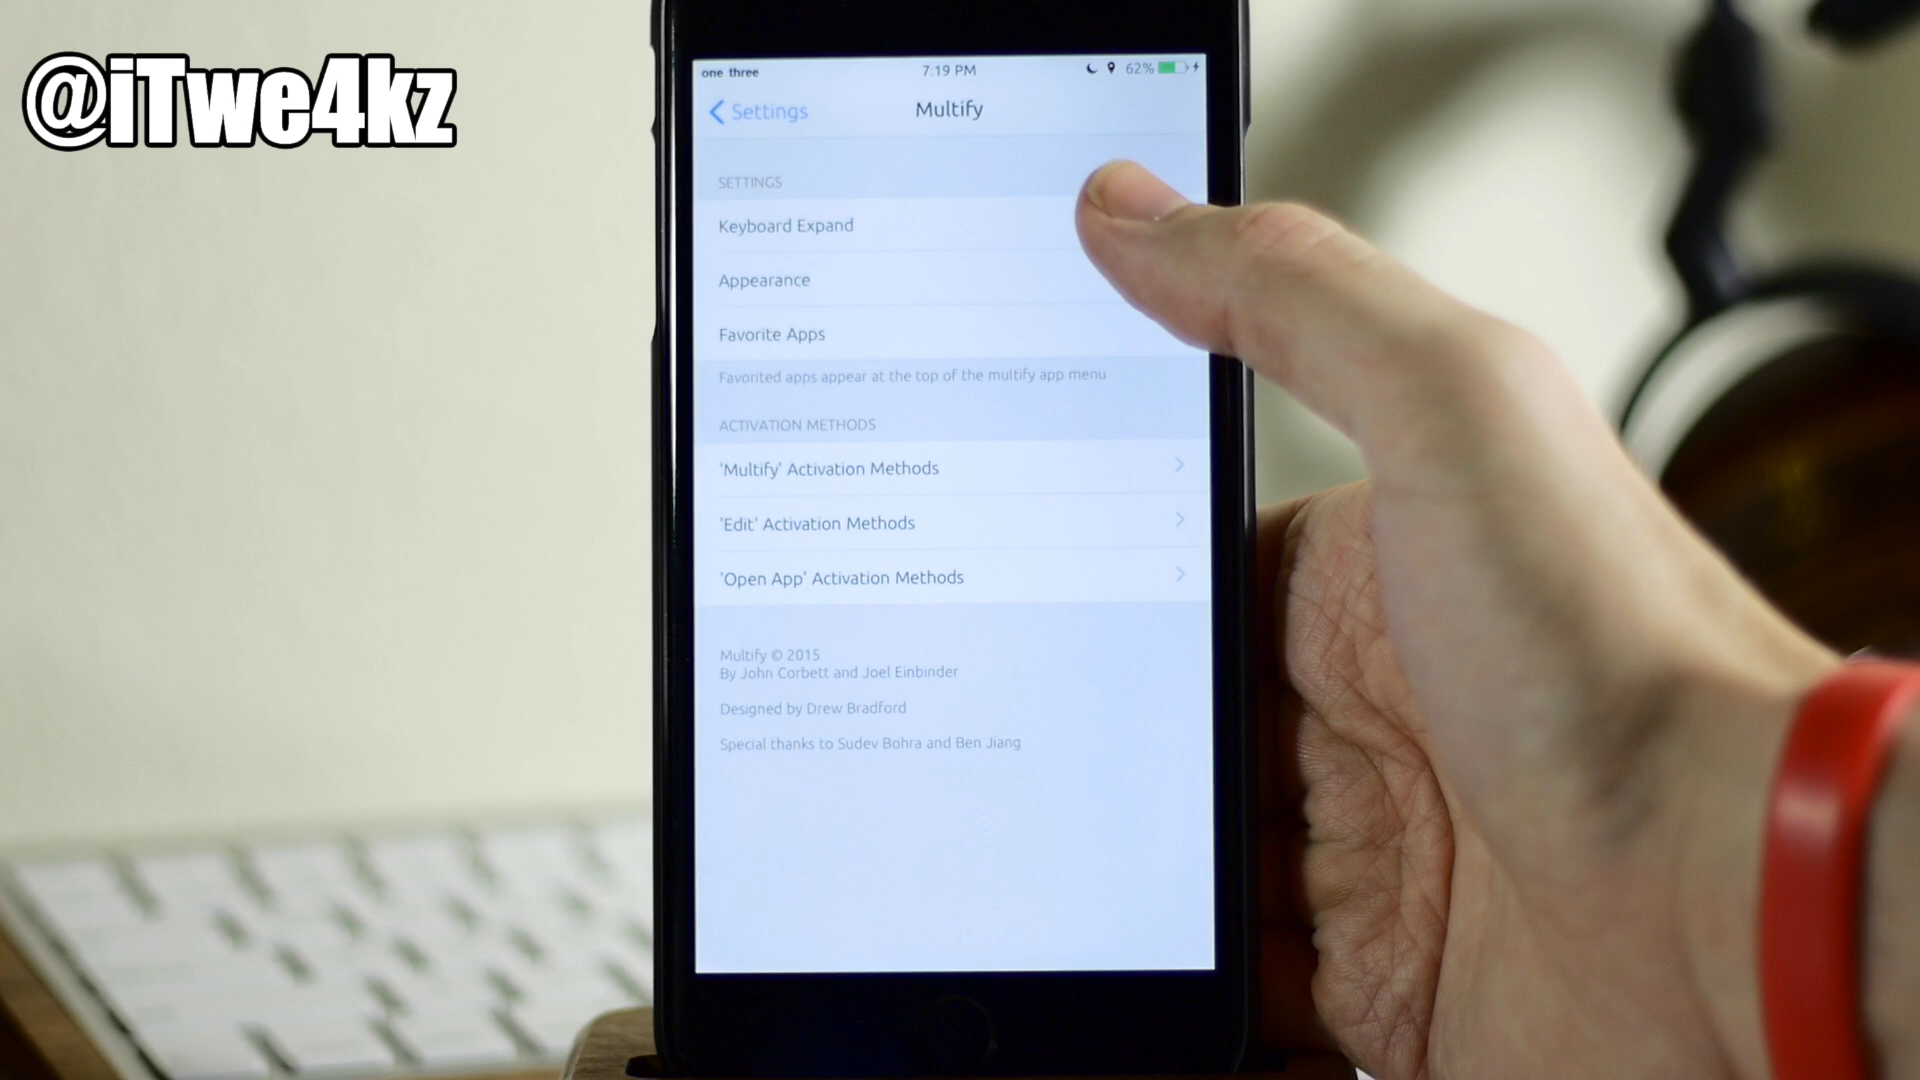 @iTwe4kz
one three 7:19 PM 62%
Settings Multify
SETTINGS
Keyboard Expand
Appearance
Favorite Apps
Favorited apps appear at the top of the multify app menu
ACTIVATION METHODS
'Multify' Activation Methods
'Edit' Activation Methods
'Open App' Activation Methods
Multify © 2015
By John Corbett and Joel Einbinder
Designed by Drew Bradford
Special thanks to Sudev Bohra and Ben Jiang